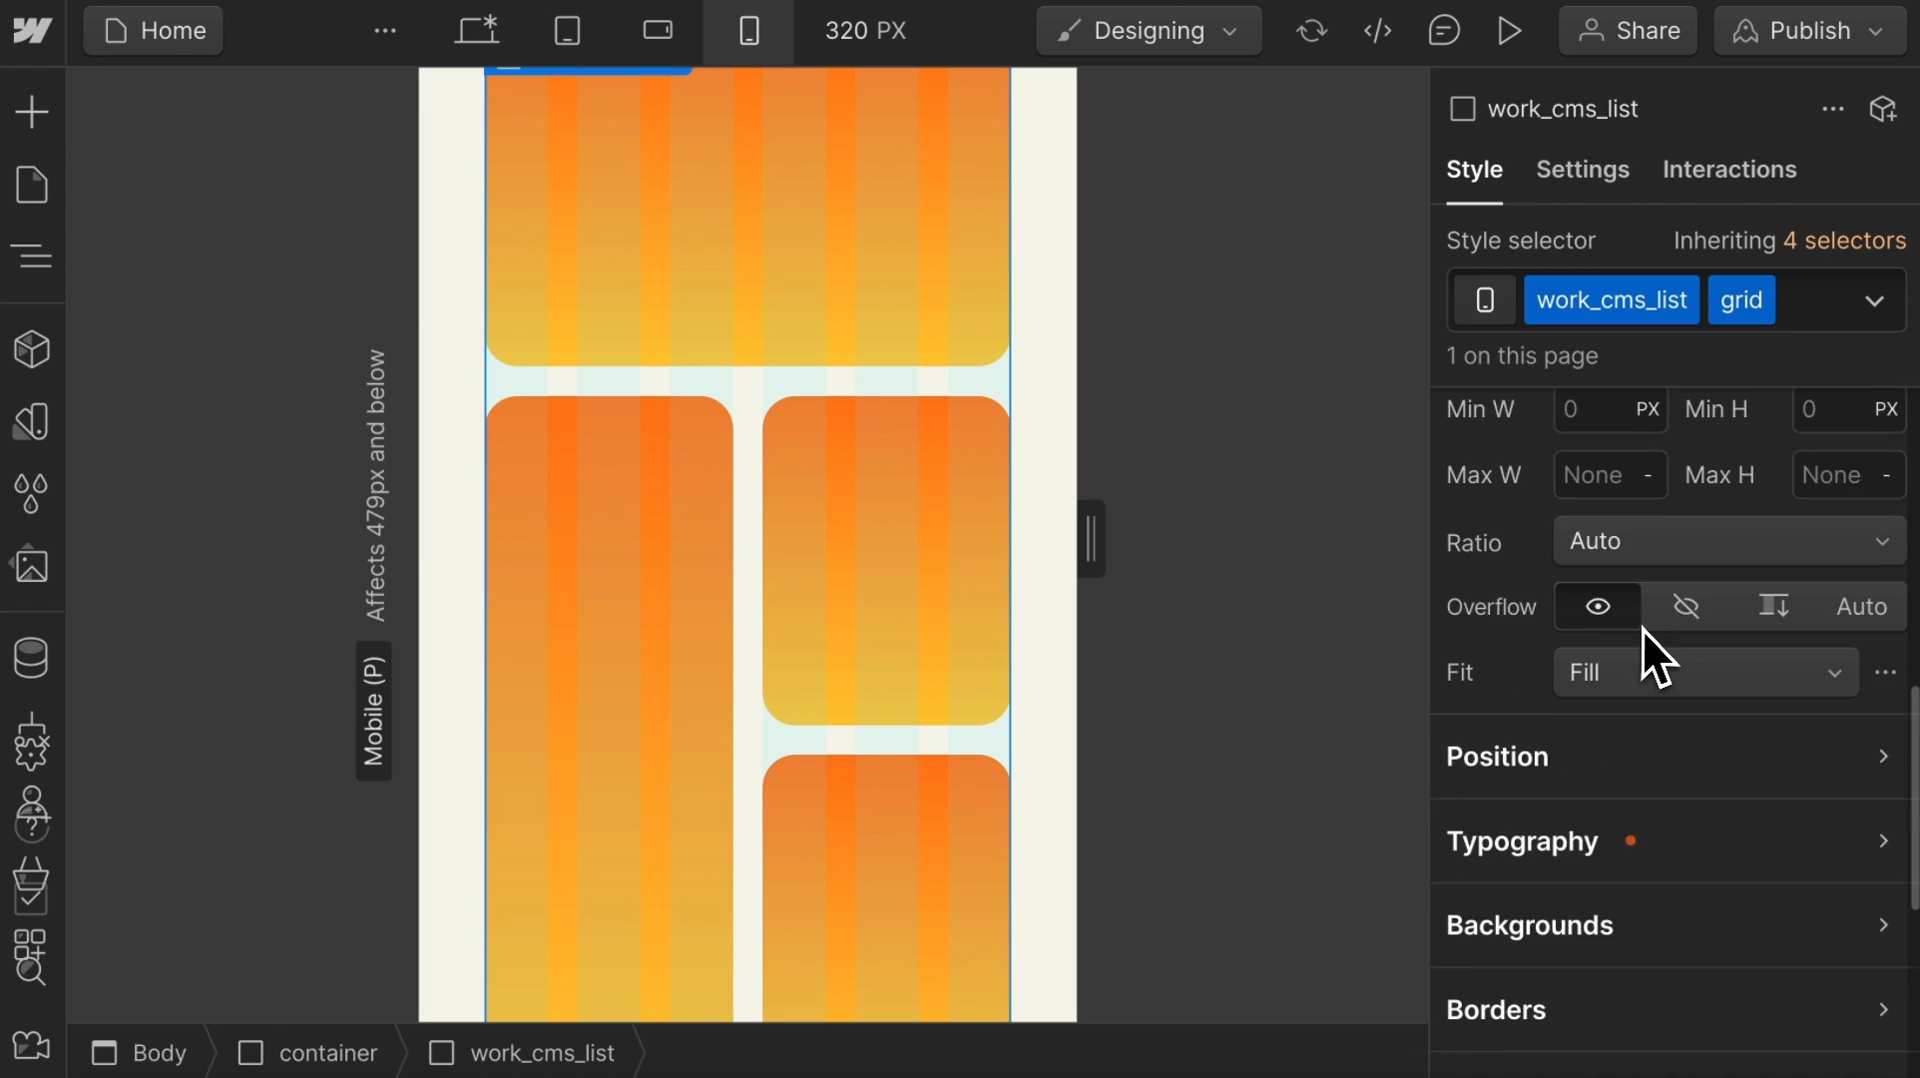 Home
320 PX
Designing
Share
Publish
Affects 479px and below
Mobile (P)
work_cms_list
Style
Settings
Interactions
Style selector
Inheriting 4 selectors
work_cms_list
grid
1 on this page
Min W
0
PX
Min H
0
PX
Max W
None
-
Max H
None
-
Ratio
Auto
Overflow
Auto
Fit
Fill
Position
Typography
Backgrounds
Borders
Body
container
work_cms_list